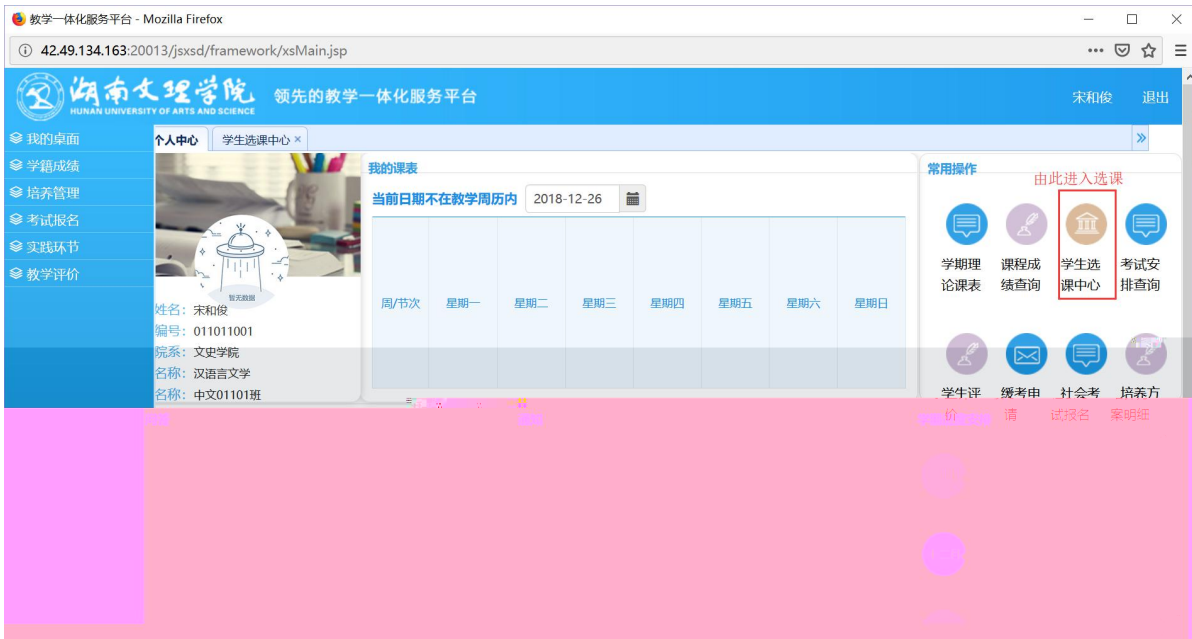 教学一体化服务平台 - Mozilla Firefox
42.49.134.163:20013/jsxsd/framework/xsMain.jsp
湖南文理学院
HUNAN UNIVERSITY OF ARTS AND SCIENCE
领先的教学一体化服务平台
宋和俊 退出
我的桌面
学籍成绩
培养管理
考试报名
实践环节
教学评价
个人中心 学生选课中心 ×
暂无数据
姓名：宋和俊
编号：011011001
院系：文史学院
名称：汉语言文学
名称：中文01101班
我的课表
当前日期不在教学周历内 2018-12-26
周/节次 星期一 星期二 星期三 星期四 星期五 星期六 星期日
常用操作
由此进入选课
学期理论课表
课程成绩查询
学生选课中心
考试安排查询
学生评价
缓考申请
社会考试报名
培养方案明细